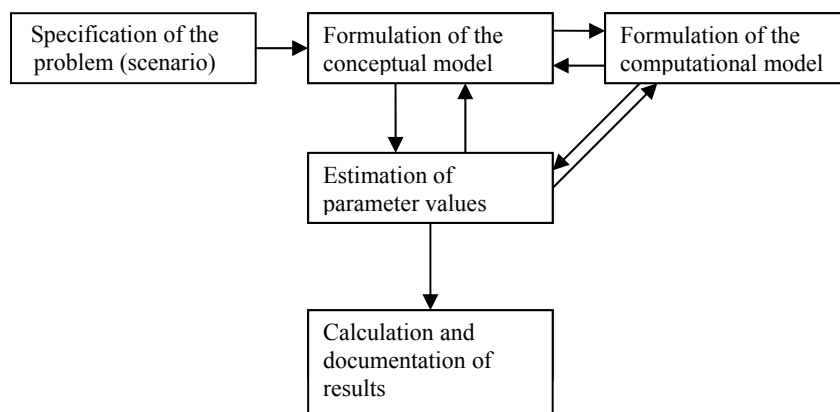 Specification of the
problem (scenario)
Formulation of the
conceptual model
Formulation of the
computational model
Estimation of
parameter values
Calculation and
documentation of
results